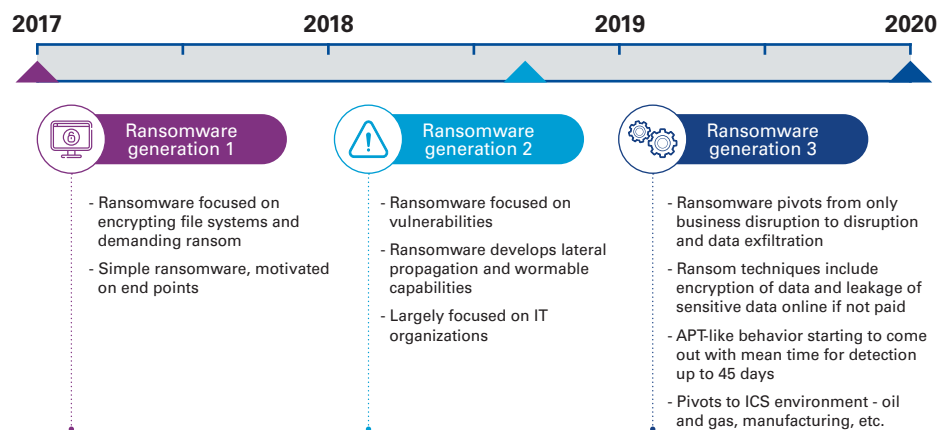 2017 2018 2019 2020
Ransomware
generation 1
- Ransomware focused on
encrypting file systems and
demanding ransom
- Simple ransomware, motivated
on end points
Ransomware
generation 2
- Ransomware focused on
vulnerabilities
- Ransomware develops lateral
propagation and wormable
capabilities
- Largely focused on IT
organizations
Ransomware
generation 3
- Ransomware pivots from only
business disruption to disruption
and data exfiltration
- Ransom techniques include
encryption of data and leakage of
sensitive data online if not paid
- APT-like behavior starting to come
out with mean time for detection
up to 45 days
- Pivots to ICS environment - oil
and gas, manufacturing, etc.